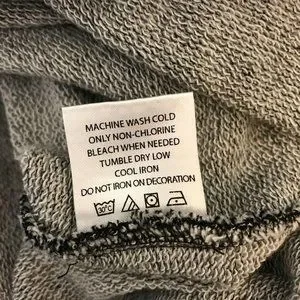 MACHINE WASH COLD
ONLY NON-CHLORINE
BLEACH WHEN NEEDED
TUMBLE DRY LOW
COOL IRON
DO NOT IRON ON DECORATION
30°C